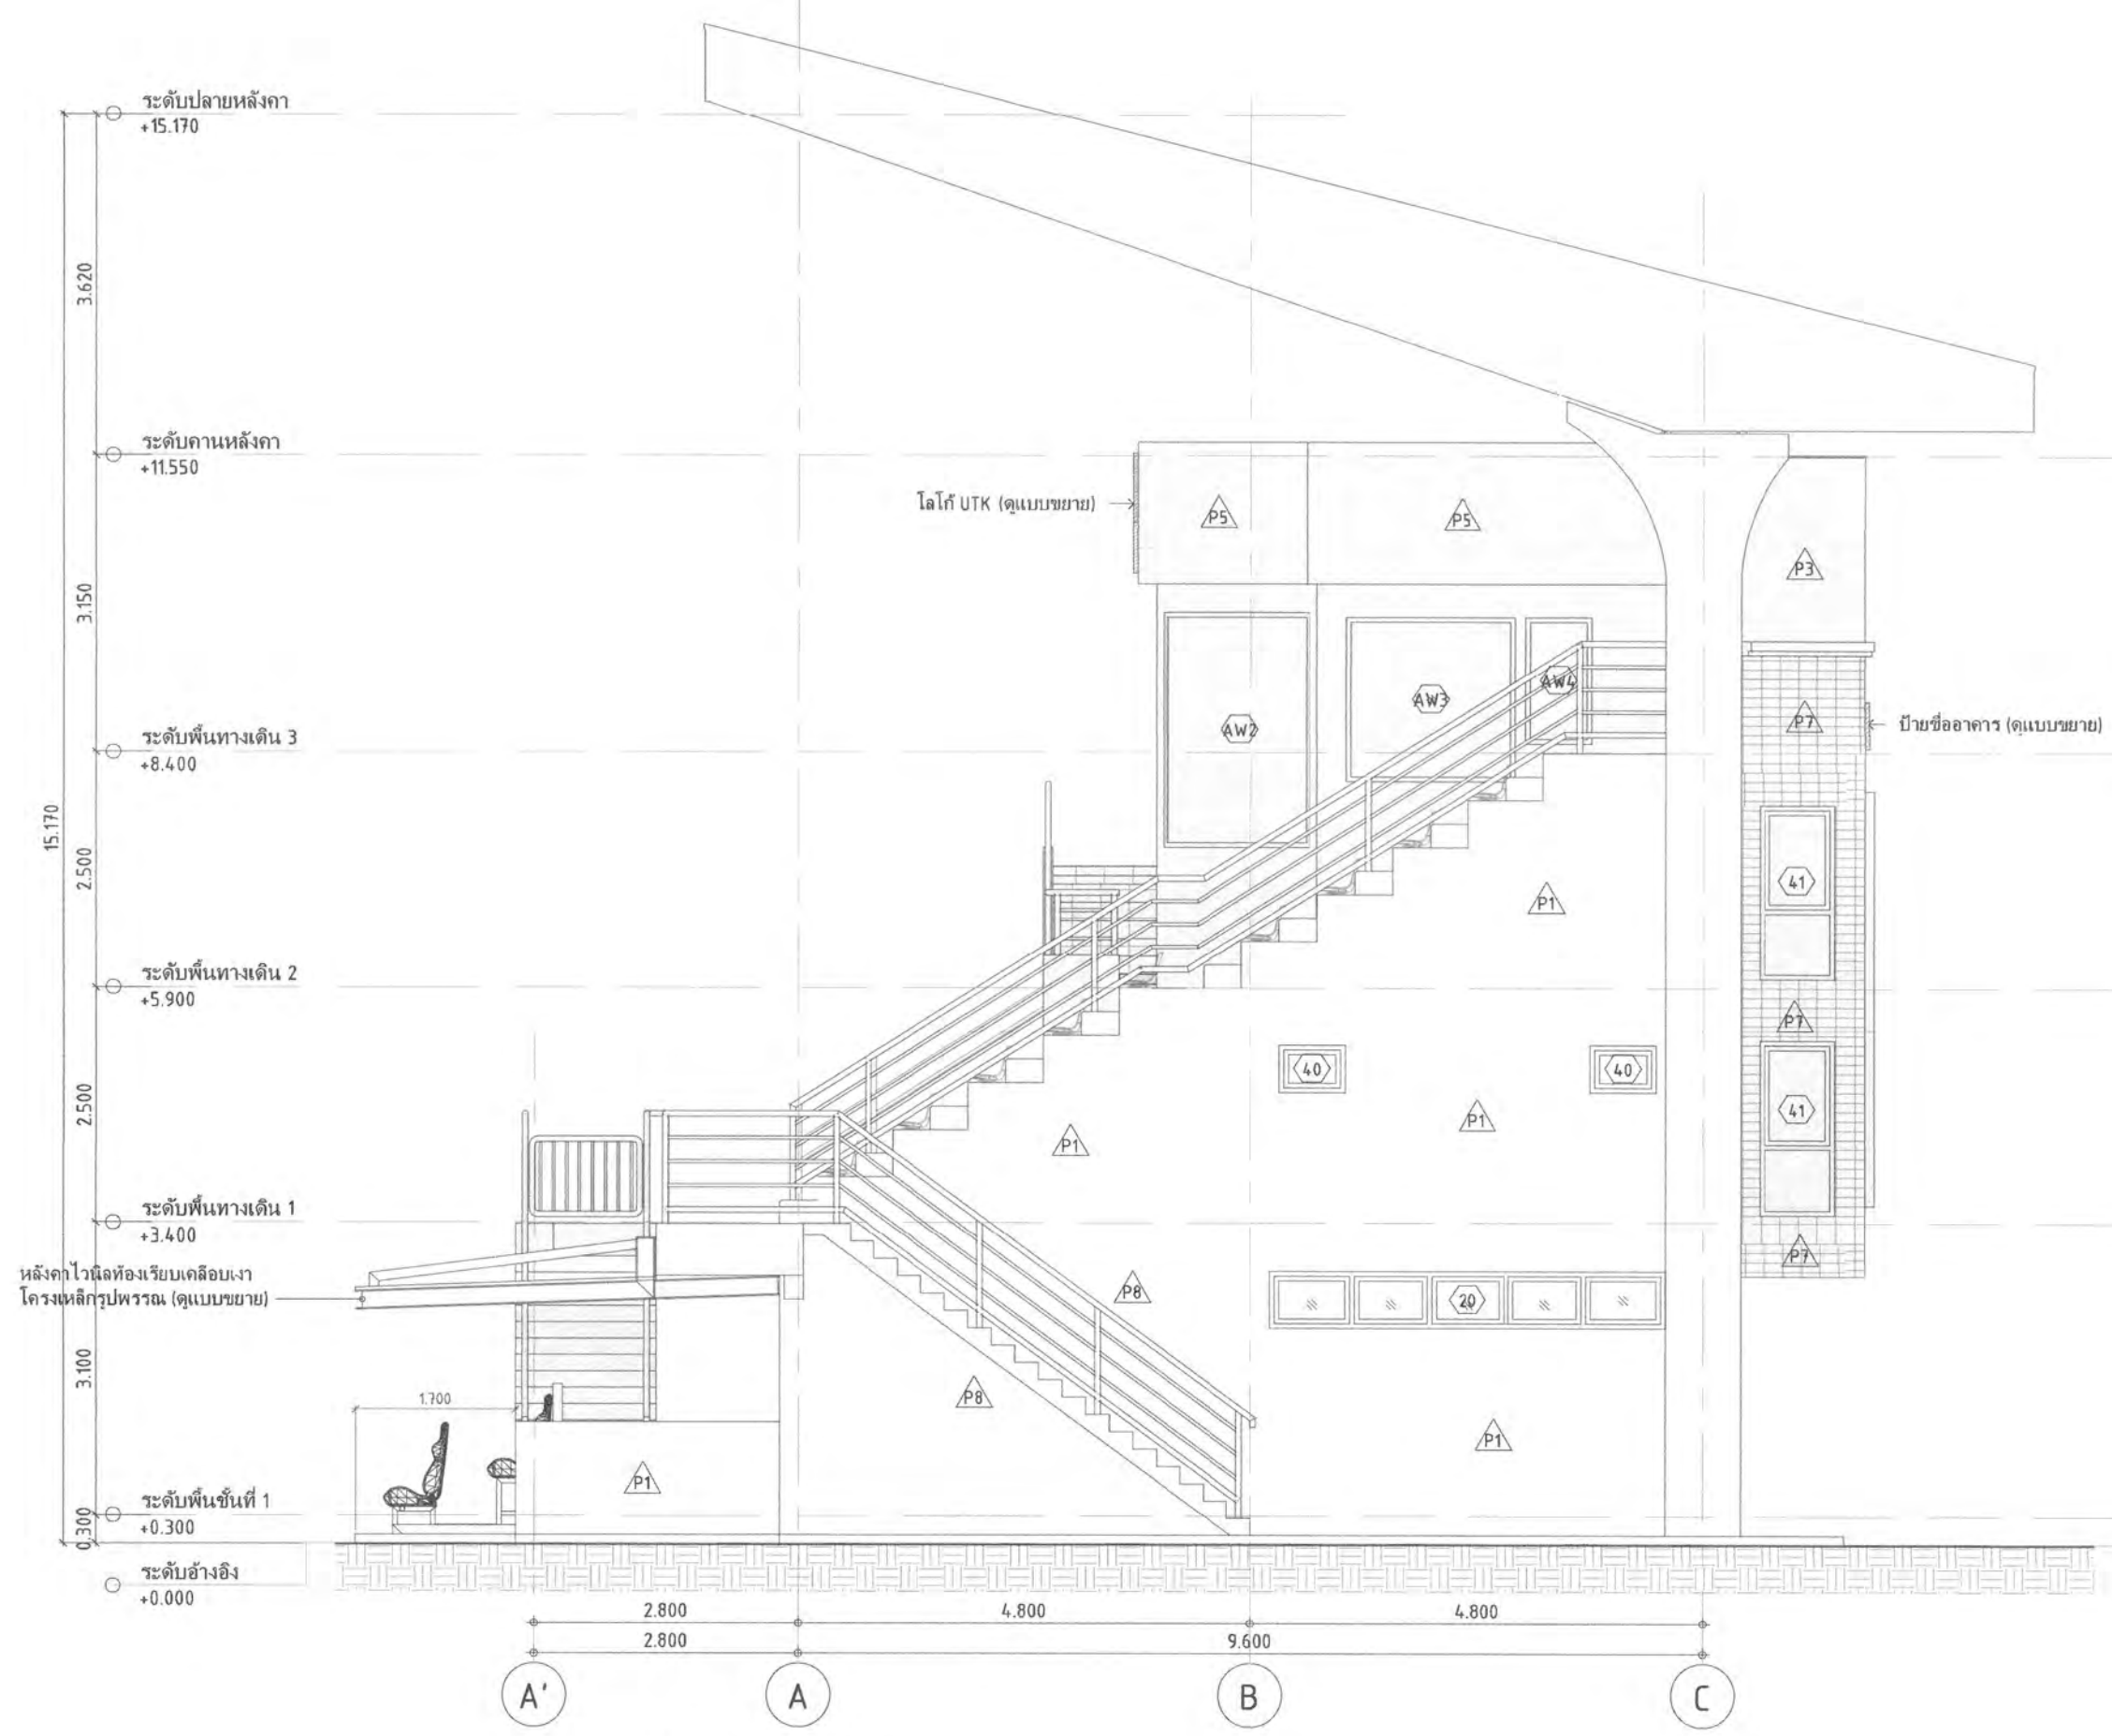 ระดับปลายหลังคา
+15.170
3.620
ระดับคานหลังคา
+11.550
โลโก้ UTK (ดูแบบขยาย)
P5
P5
P3
3.150
AW2
AW3
AW4
P7
ป้ายชื่ออาคาร (ดูแบบขยาย)
ระดับพื้นทางเดิน 3
+8.400
15.170
2.500
41
P1
ระดับพื้นทางเดิน 2
+5.900
P7
40
40
2.500
41
P1
P1
ระดับพื้นทางเดิน 1
+3.400
P7
หลังคาไวนิลท้องเรียบเคลือบเงา
โครงเหล็กรูปพรรณ (ดูแบบขยาย)
P8
20
3.100
1.700
P8
P1
P1
ระดับพื้นชั้นที่ 1
+0.300
0.300
ระดับอ้างอิง
+0.000
2.800
4.800
4.800
2.800
9.600
A'
A
B
C